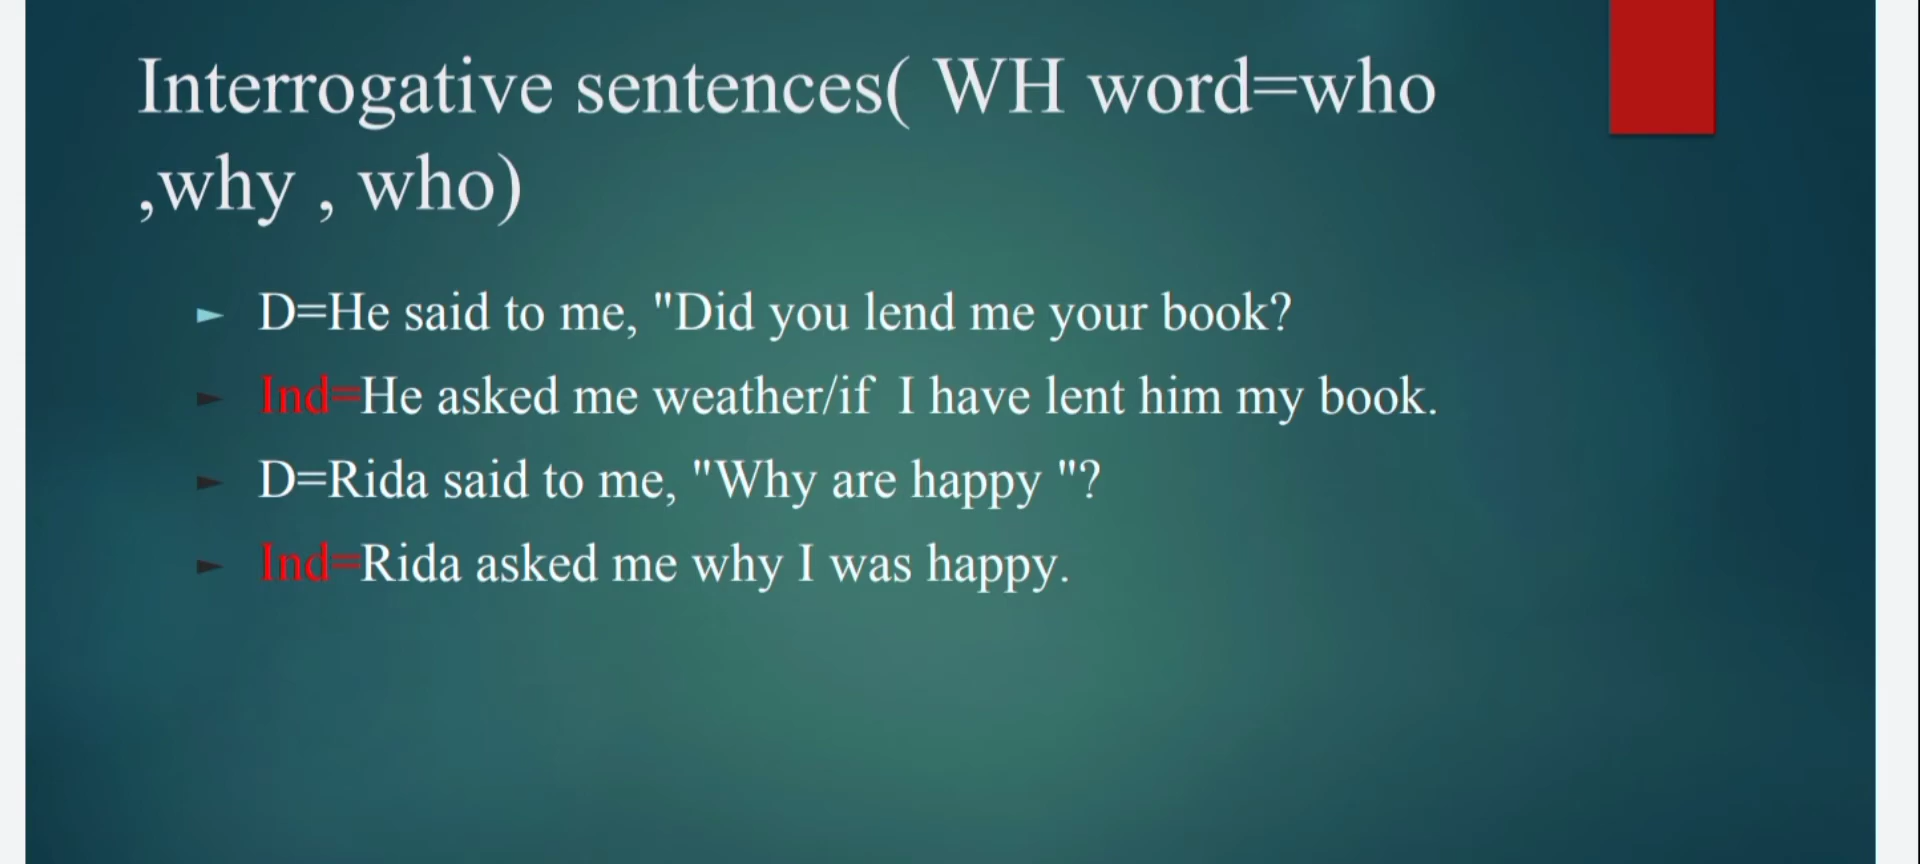 Interrogative sentences( WH word=who
,why , who)
D=He said to me, "Did you lend me your book?
Ind=He asked me weather/if I have lent him my book.
D=Rida said to me, "Why are happy "?
Ind=Rida asked me why I was happy.